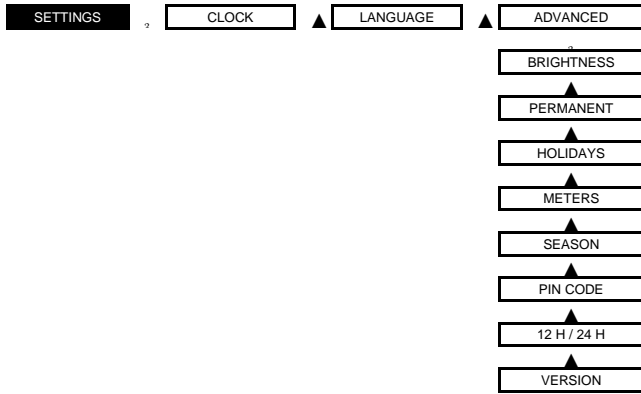 SETTINGS CLOCK ▲ LANGUAGE ▲ ADVANCED
BRIGHTNESS
▲
PERMANENT
▲
HOLIDAYS
▲
METERS
▲
SEASON
▲
PIN CODE
▲
12 H / 24 H
▲
VERSION